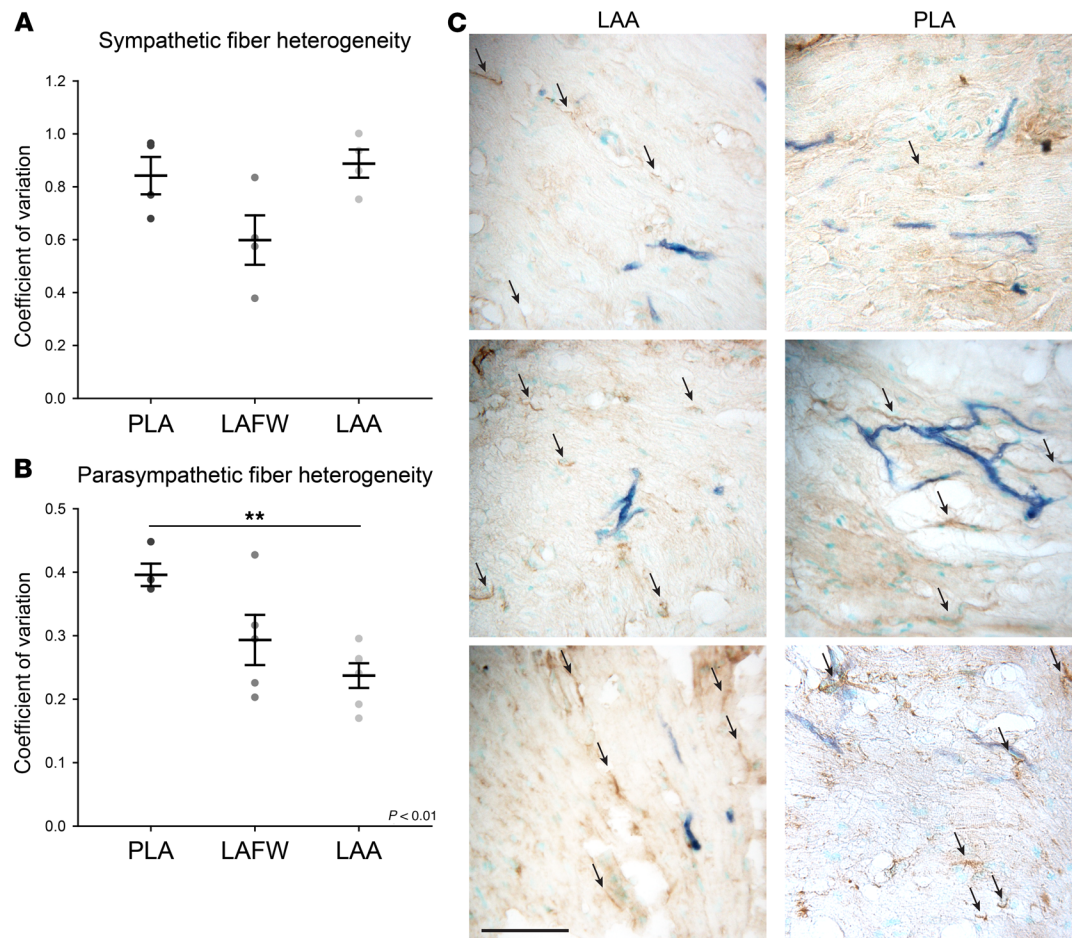 A
Sympathetic fiber heterogeneity
Coefficient of variation
1.2
1.0
0.8
0.6
0.4
0.2
0.0
PLA LAFW LAA
B
Parasympathetic fiber heterogeneity
Coefficient of variation
0.5
0.4
0.3
0.2
0.1
0.0
**
P < 0.01
PLA LAFW LAA
C
LAA PLA